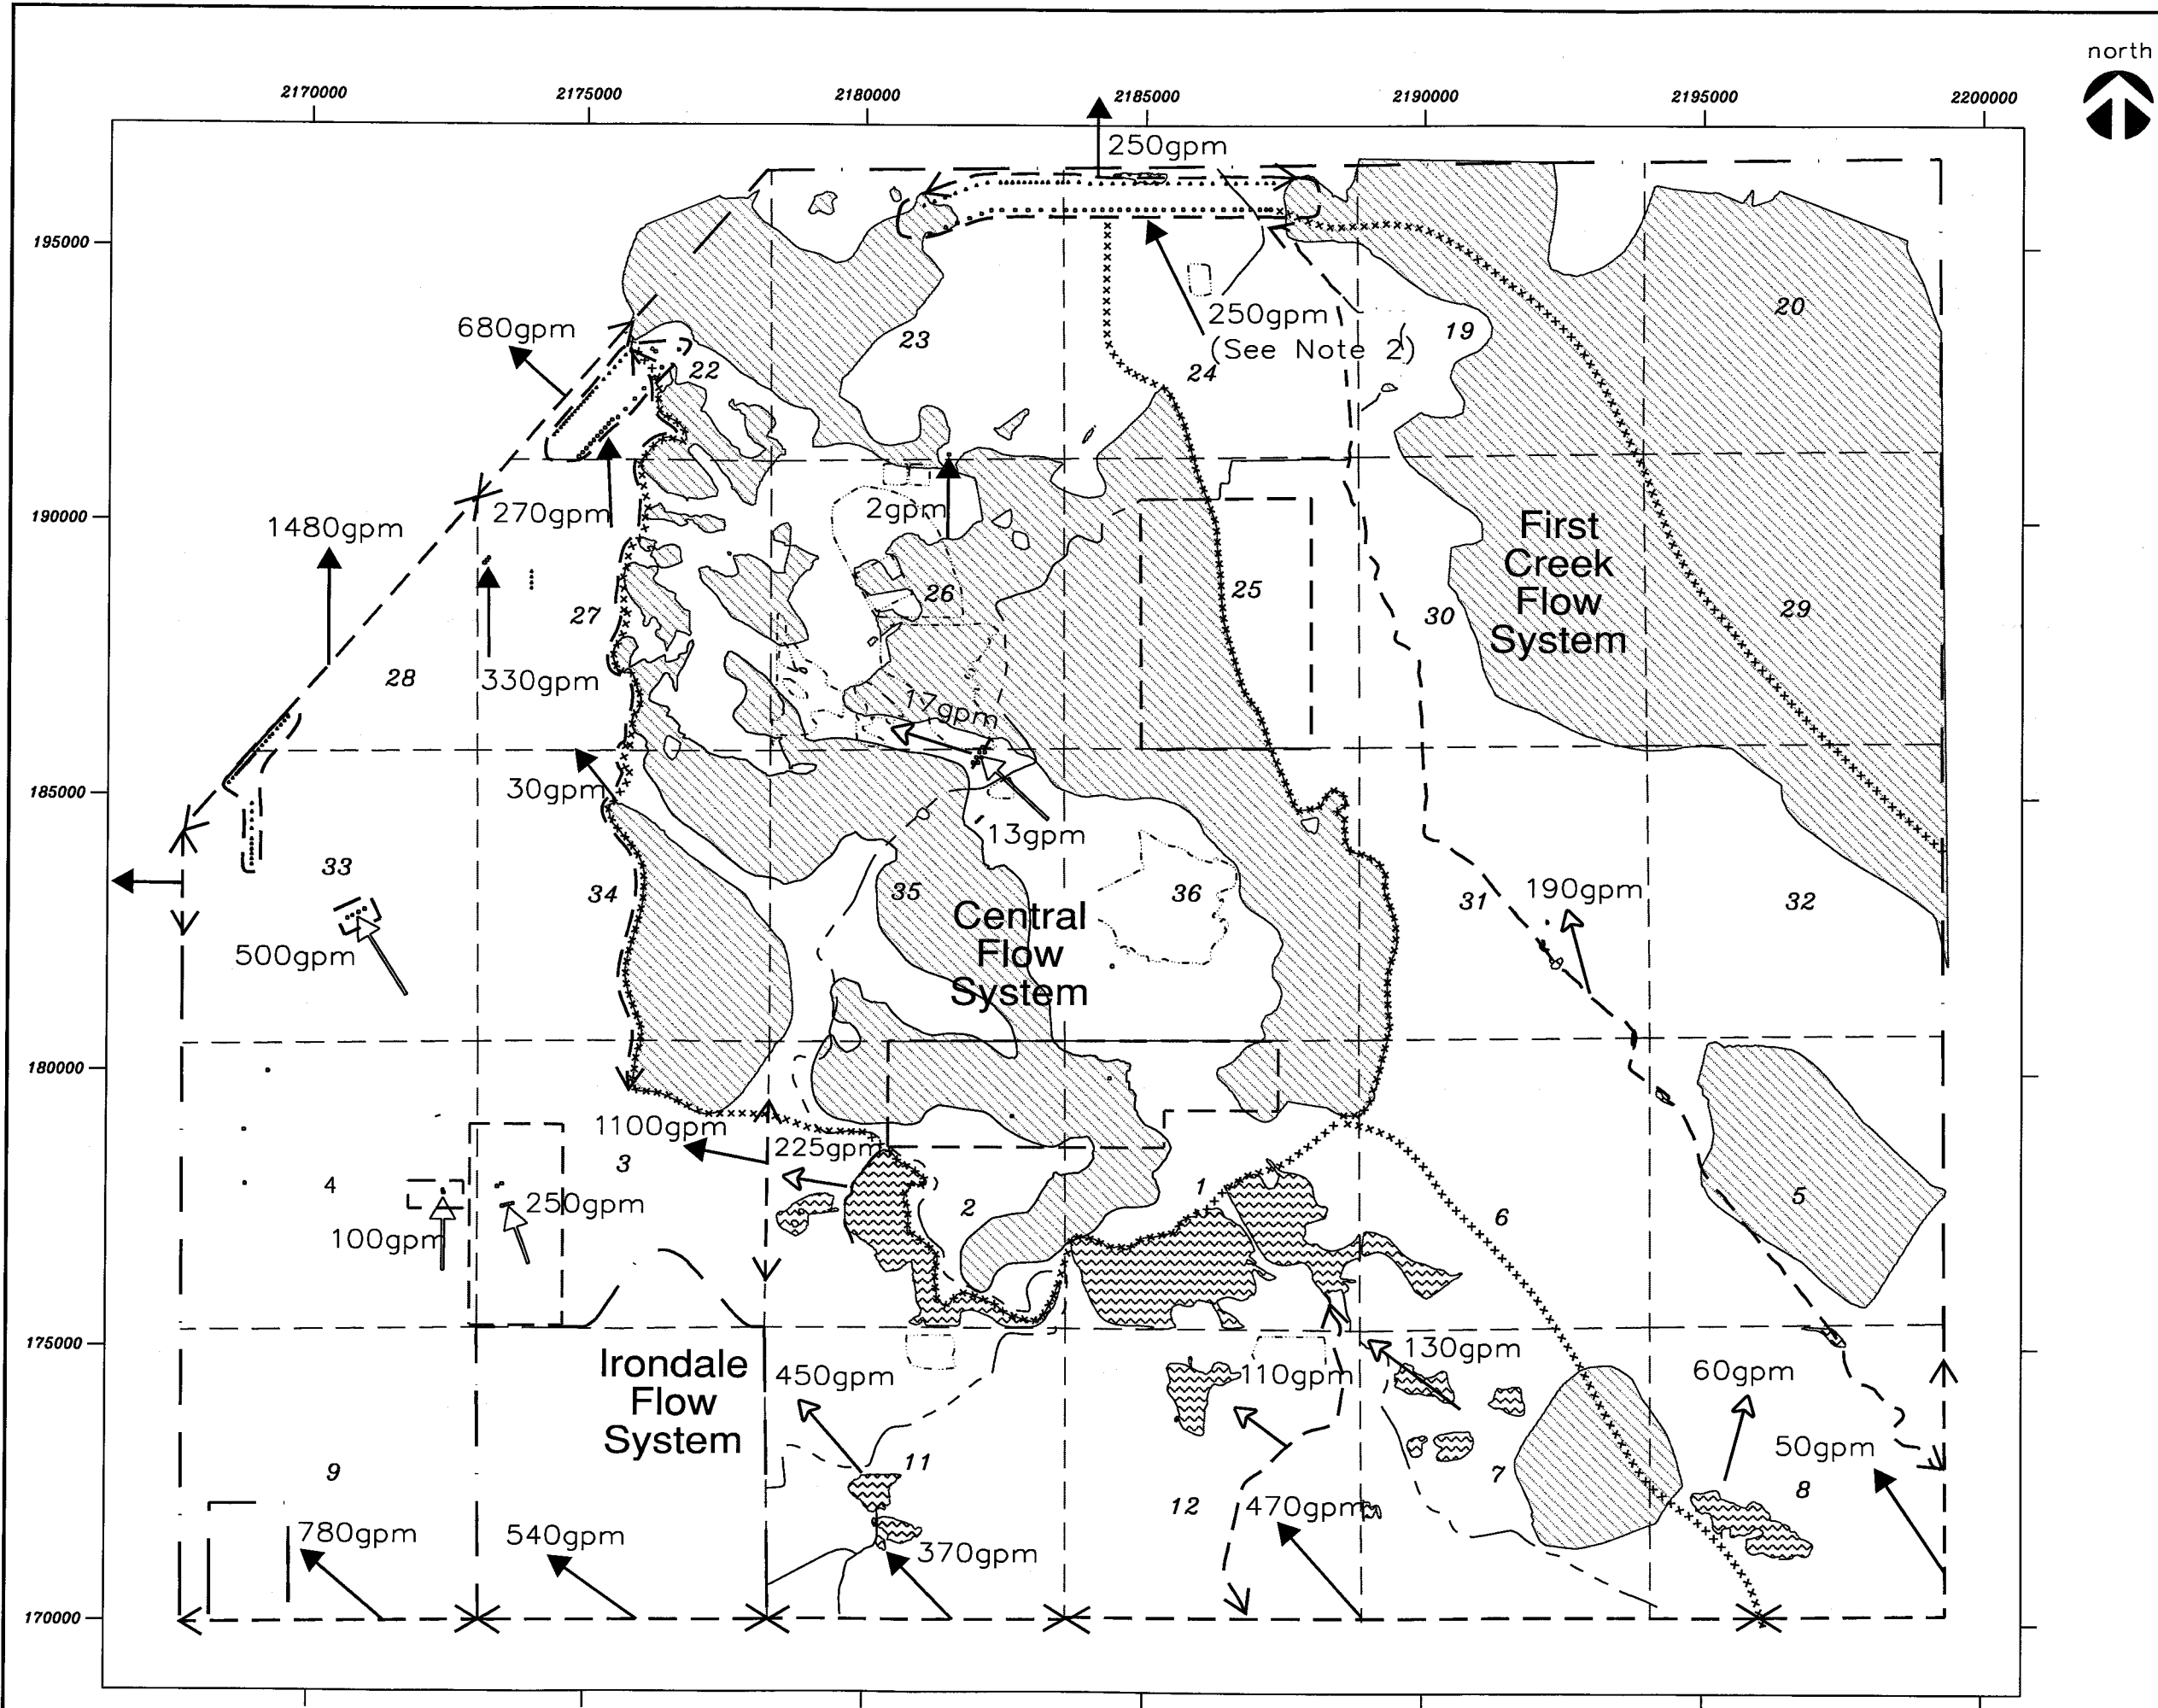 north
2170000
2175000
2180000
2185000
2190000
2195000
2200000
250gpm
195000
20
250gpm
(See Note 2)
680gpm
23
19
22
24
190000
270gpm
2gpm
First
Creek
Flow
System
1480gpm
26
25
27
30
29
28
330gpm
17gpm
185000
30gpm
13gpm
33
34
35
36
190gpm
31
32
Central
Flow
System
500gpm
180000
1100gpm
225gpm
3
4
250gpm
2
1
6
5
100gpm
175000
Irondale
Flow
System
450gpm
110gpm
130gpm
60gpm
50gpm
9
11
7
8
12
780gpm
540gpm
370gpm
470gpm
170000